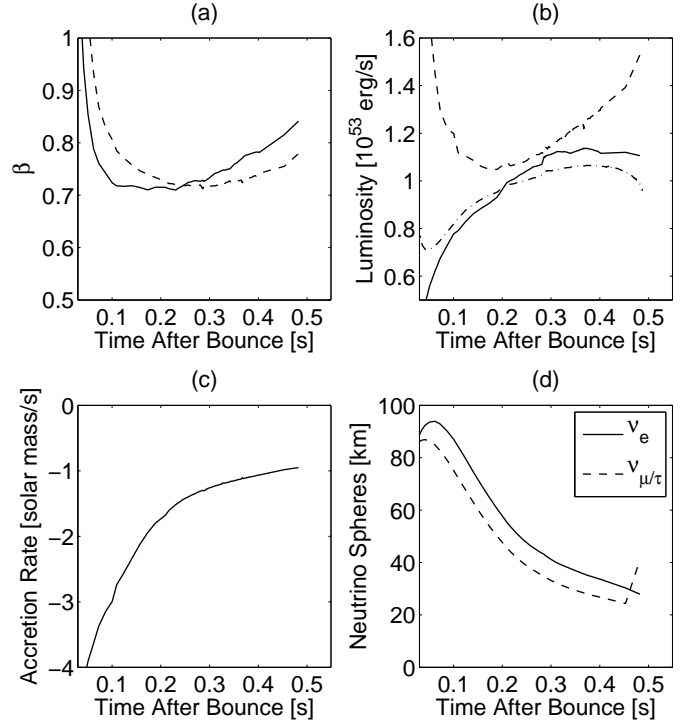 (a)
1
0.9
0.8
0.7
0.6
0.5
β
0.1 0.2 0.3 0.4 0.5
Time After Bounce [s]
(b)
1.6
1.4
1.2
1
0.8
0.6
Luminosity [10^53 erg/s]
0.1 0.2 0.3 0.4 0.5
Time After Bounce [s]
(c)
0
−1
−2
−3
−4
Accretion Rate [solar mass/s]
0.1 0.2 0.3 0.4 0.5
Time After Bounce [s]
(d)
100
80
60
40
20
0
Neutrino Spheres [km]
ν_e
ν_μ/τ
0.1 0.2 0.3 0.4 0.5
Time After Bounce [s]